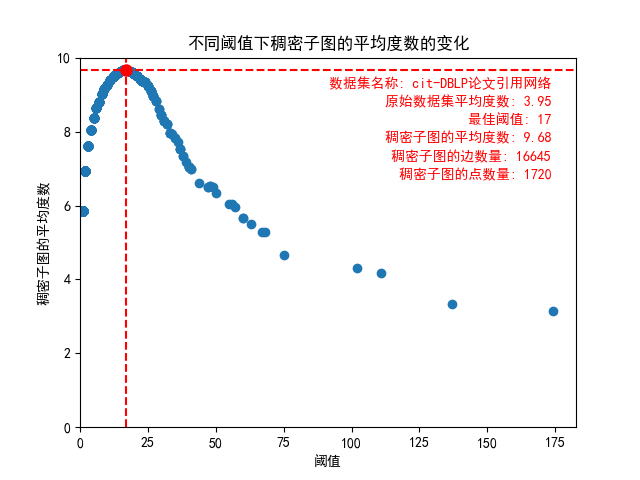 不同阈值下稠密子图的平均度数的变化
数据集名称: cit-DBLP论文引用网络
原始数据集平均度数: 3.95
最佳阈值: 17
稠密子图的平均度数: 9.68
稠密子图的边数量: 16645
稠密子图的点数量: 1720
稠密子图的平均度数
10
8
6
4
2
0
0 25 50 75 100 125 150 175
阈值